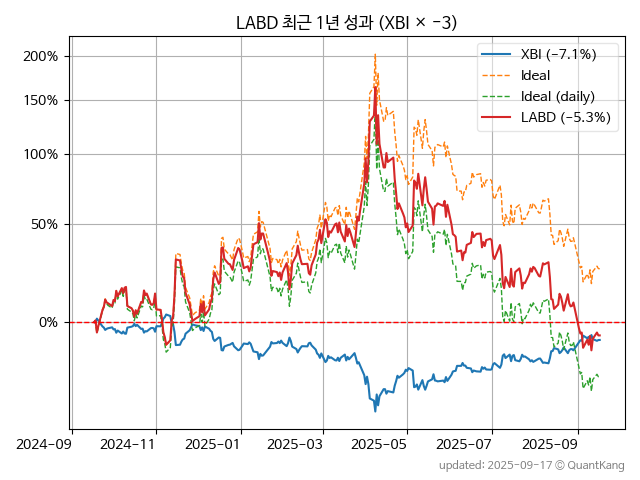 LABD 최근 1년 성과 (XBI × −3)
XBI (−7.1%)
Ideal
Ideal (daily)
LABD (−5.3%)
200%
150%
100%
50%
0%
2024-09 2024-11 2025-01 2025-03 2025-05 2025-07 2025-09
updated: 2025-09-17 © QuantKang